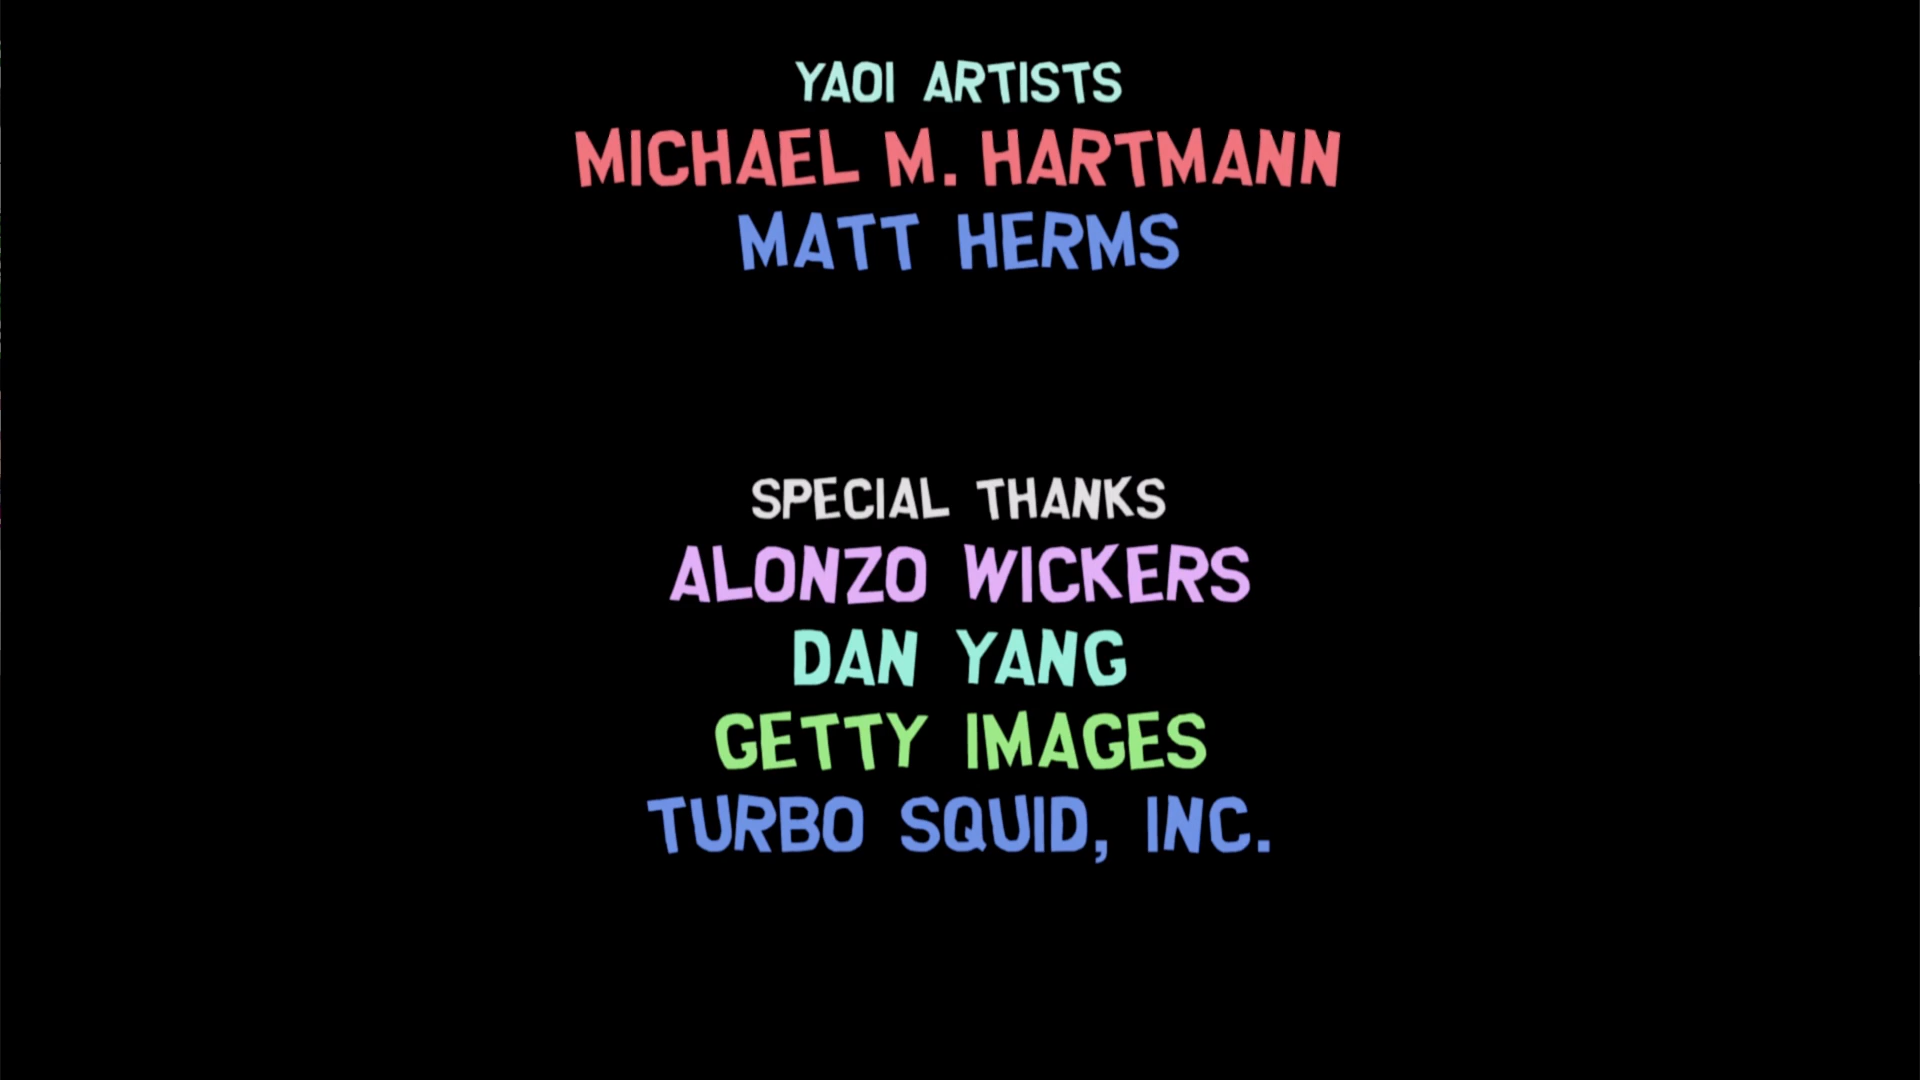 YAOI ARTISTS
MICHAEL M. HARTMANN
MATT HERMS
SPECIAL THANKS
ALONZO WICKERS
DAN YANG
GETTY IMAGES
TURBO SQUID, INC.